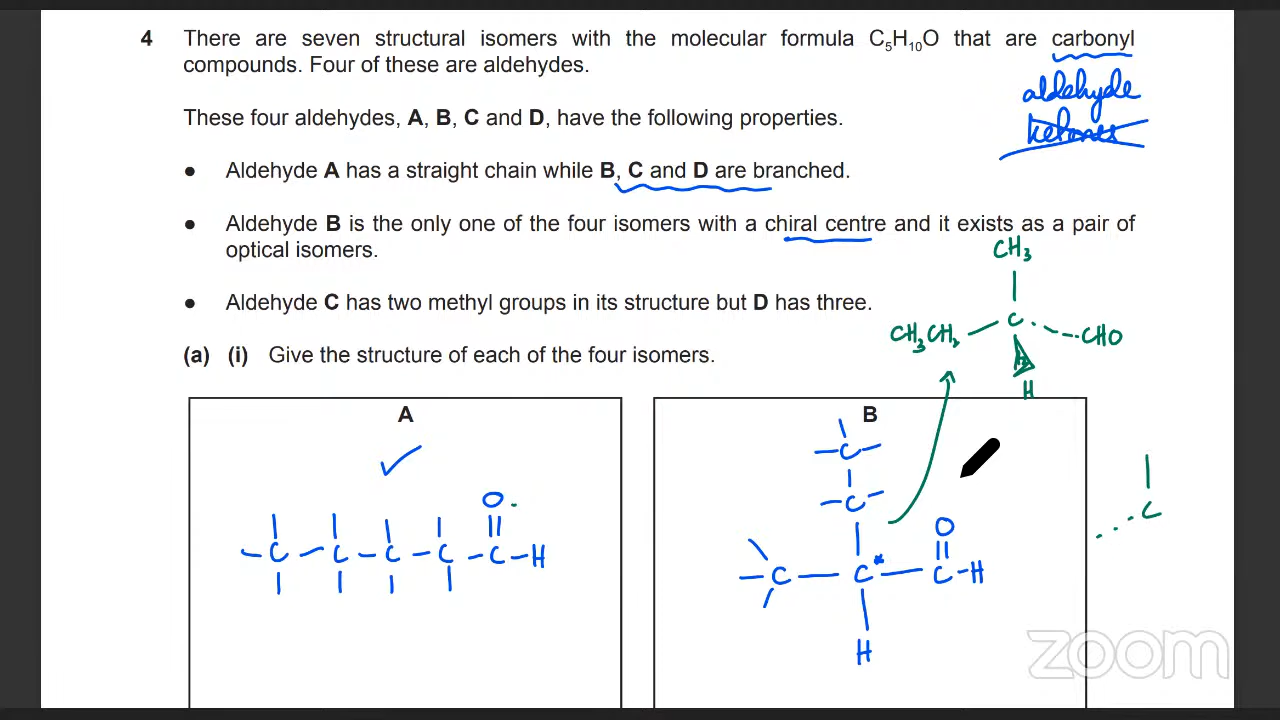 4 There are seven structural isomers with the molecular formula C₅H₁₀O that are carbonyl
compounds. Four of these are aldehydes.
aldehyde
ketones
These four aldehydes, A, B, C and D, have the following properties.
● Aldehyde A has a straight chain while B, C and D are branched.
● Aldehyde B is the only one of the four isomers with a chiral centre and it exists as a pair of
optical isomers.
CH₃
● Aldehyde C has two methyl groups in its structure but D has three.
CH₃CH₂ C CHO
(a) (i) Give the structure of each of the four isomers.
H
A
B
C
C
O
C C C C C H
O
C C* C H
H
C
zoom